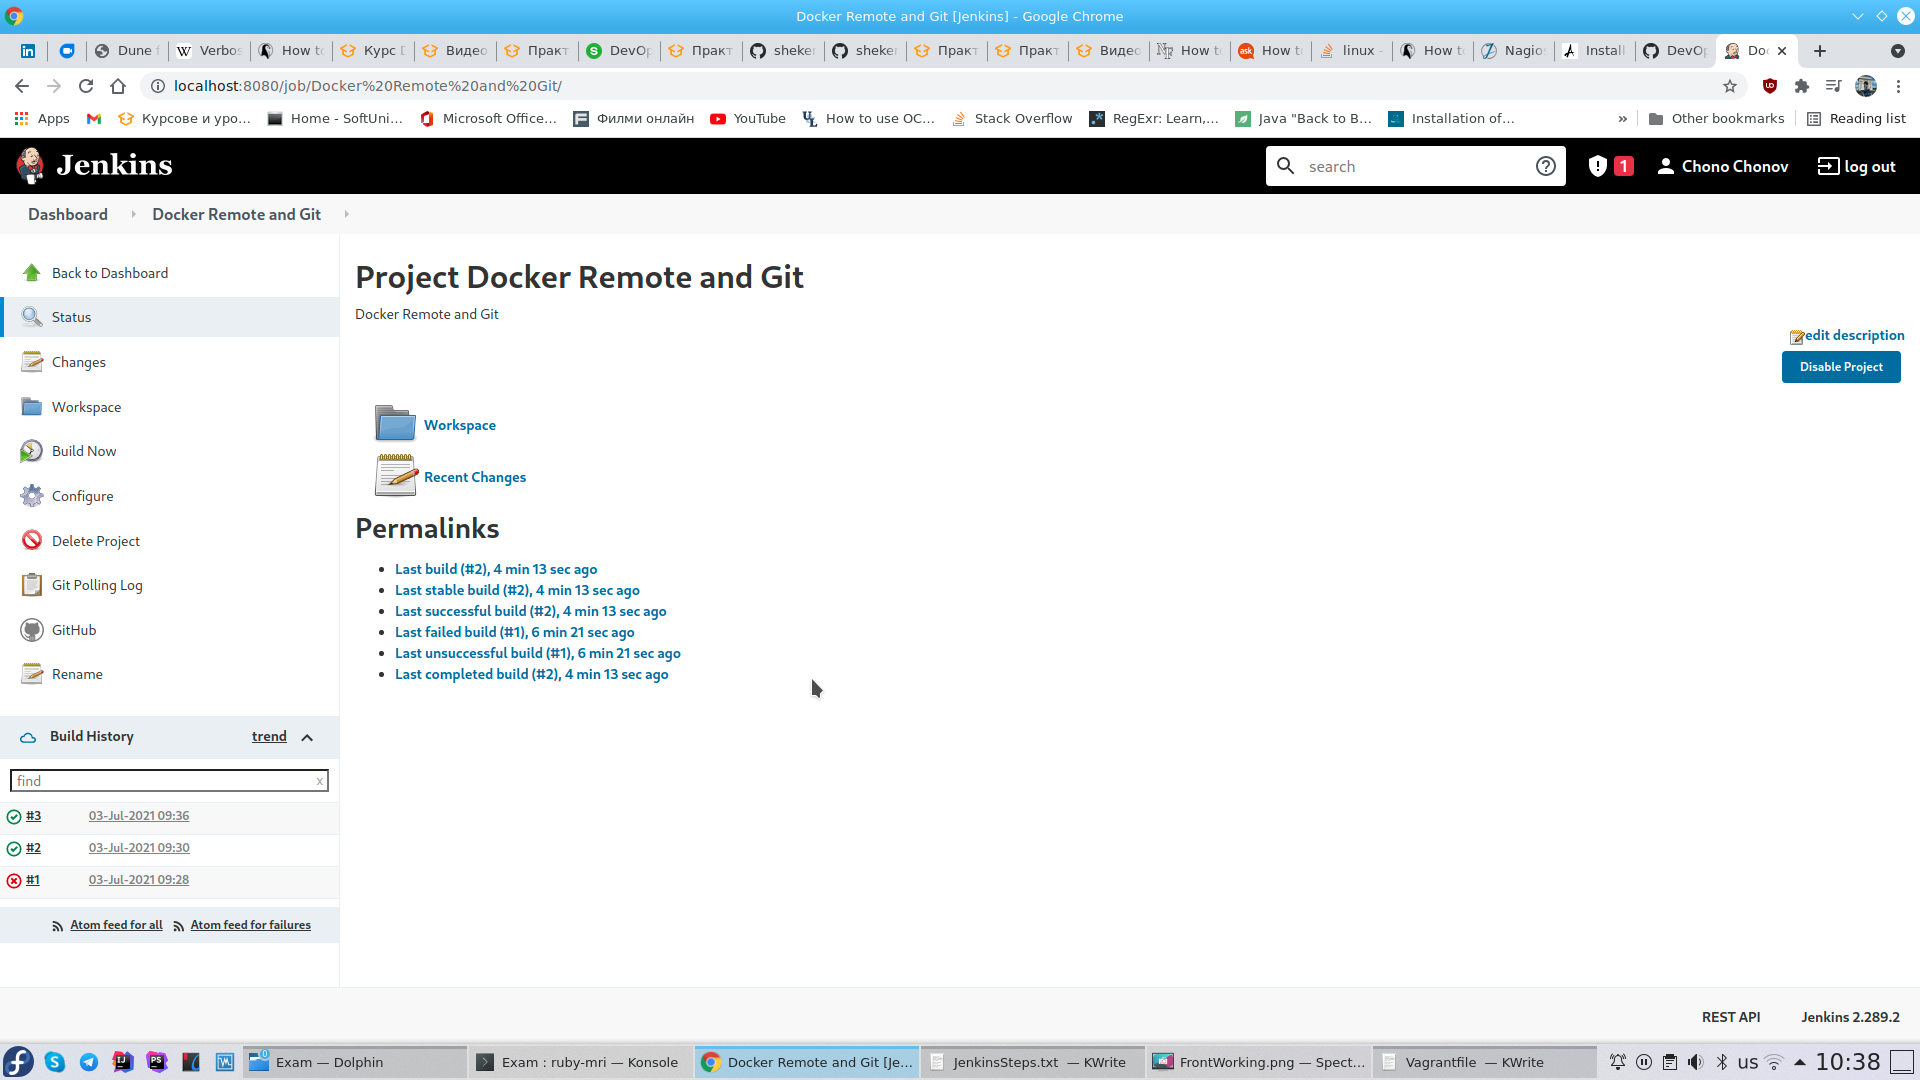 Docker Remote and Git [Jenkins] - Google Chrome
Dune f
Verbos
How to
Курс D
Видео
Практ
DevOp
Практ
sheker
sheker
Практ
Практ
Видео
How to
How to
linux -
How to
Nagios
Install
DevOp
Doc
localhost:8080/job/Docker%20Remote%20and%20Git/
Apps
Курсове и уро...
Home - SoftUni...
Microsoft Office...
Филми онлайн
YouTube
How to use OC...
Stack Overflow
RegExr: Learn,...
Java "Back to B...
Installation of...
»
Other bookmarks
Reading list
Jenkins
search
1
Chono Chonov
log out
Dashboard
Docker Remote and Git
Back to Dashboard
Status
Changes
Workspace
Build Now
Configure
Delete Project
Git Polling Log
GitHub
Rename
Project Docker Remote and Git
Docker Remote and Git
edit description
Disable Project
Workspace
Recent Changes
Permalinks
Last build (#2), 4 min 13 sec ago
Last stable build (#2), 4 min 13 sec ago
Last successful build (#2), 4 min 13 sec ago
Last failed build (#1), 6 min 21 sec ago
Last unsuccessful build (#1), 6 min 21 sec ago
Last completed build (#2), 4 min 13 sec ago
Build History
trend
find
x
#3 03-Jul-2021 09:36
#2 03-Jul-2021 09:30
#1 03-Jul-2021 09:28
Atom feed for all
Atom feed for failures
REST API
Jenkins 2.289.2
Exam — Dolphin
Exam : ruby-mri — Konsole
Docker Remote and Git [Je...
JenkinsSteps.txt — KWrite
FrontWorking.png — Spect...
Vagrantfile — KWrite
us
10:38